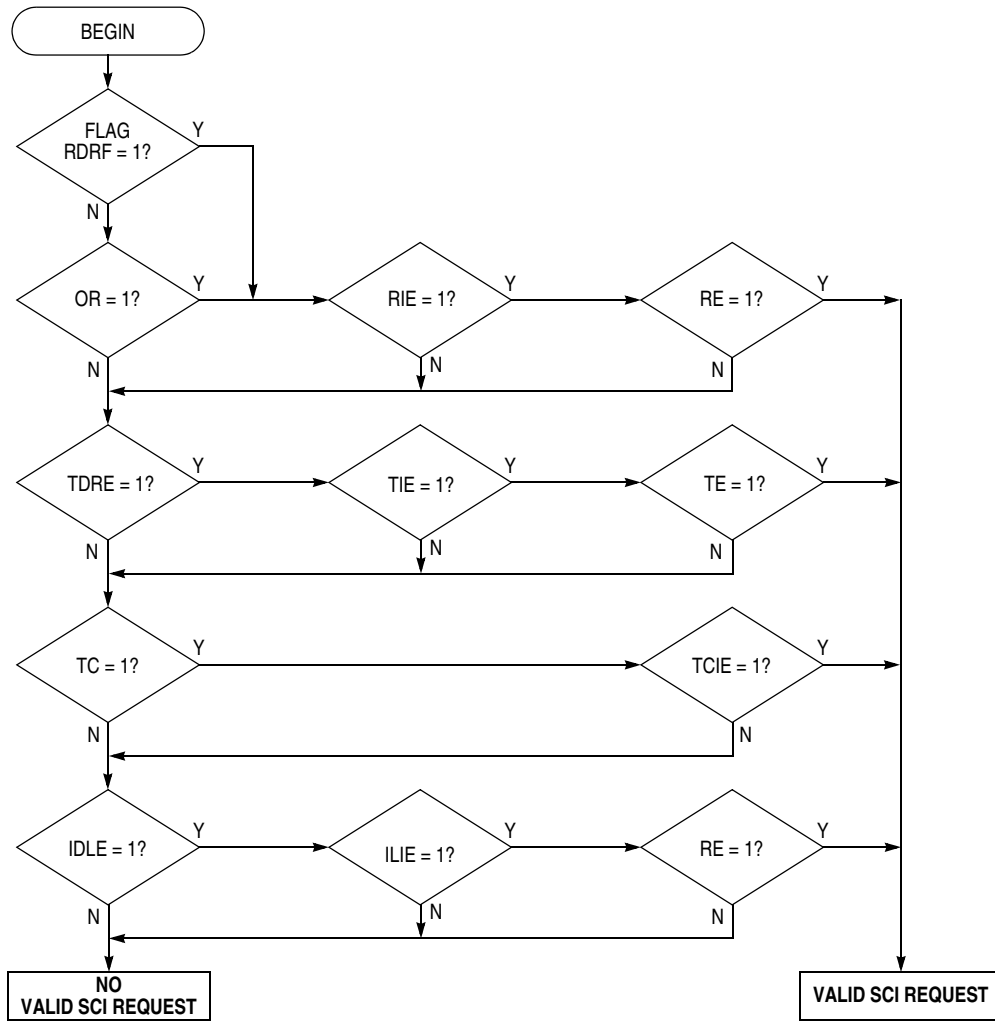 BEGIN
FLAG
RDRF = 1?
Y
N
OR = 1?
Y
RIE = 1?
Y
RE = 1?
Y
N
N
N
TDRE = 1?
Y
TIE = 1?
Y
TE = 1?
Y
N
N
N
TC = 1?
Y
TCIE = 1?
Y
N
N
IDLE = 1?
Y
ILIE = 1?
Y
RE = 1?
Y
N
N
N
NO
VALID SCI REQUEST
VALID SCI REQUEST